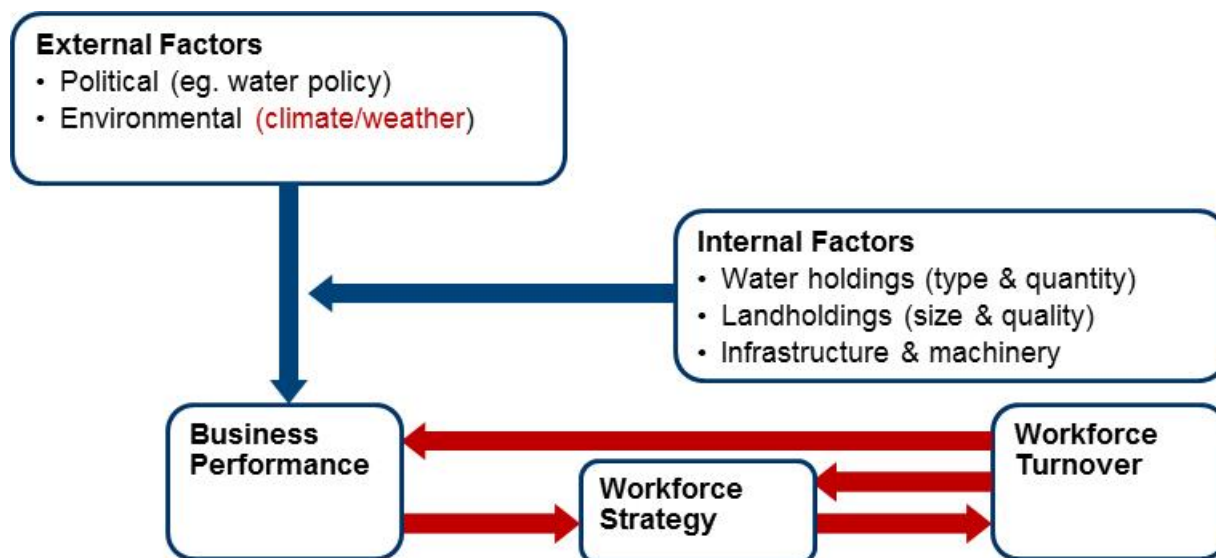 External Factors
• Political (eg. water policy)
• Environmental (climate/weather)
Internal Factors
• Water holdings (type & quantity)
• Landholdings (size & quality)
• Infrastructure & machinery
Business
Performance
Workforce
Strategy
Workforce
Turnover